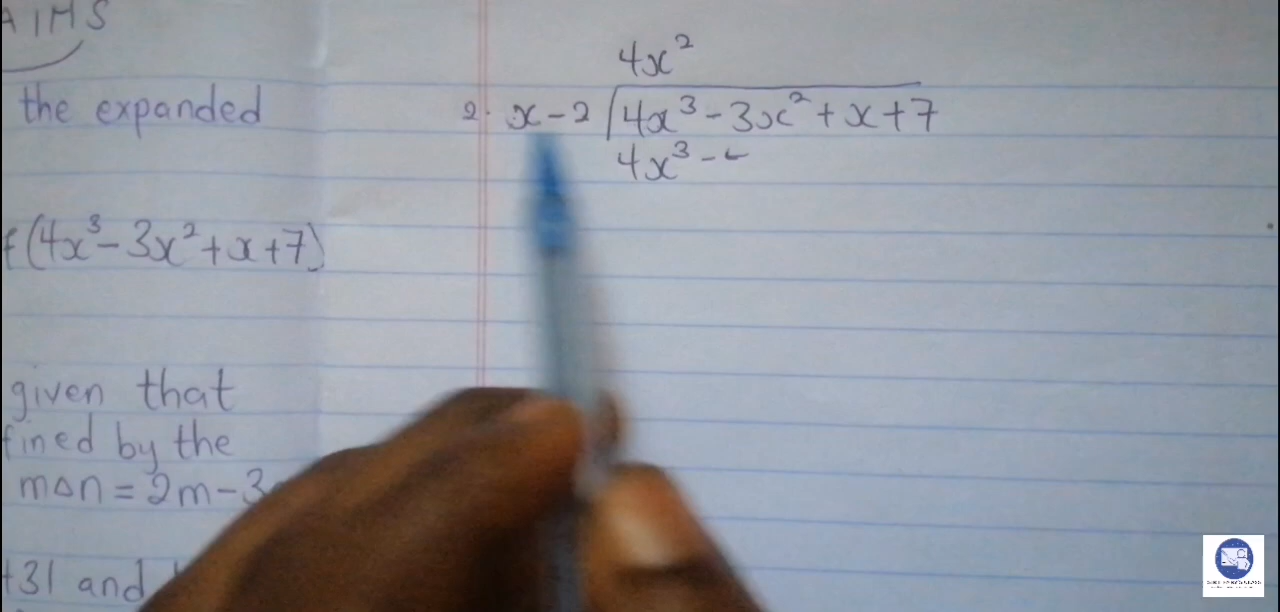 AIMS
the expanded
f(4x³-3x²+x+7)
given that
fined by the
m∆n=2m-3
+31 and
4x²
2. x-2 4x³-3x²+x+7
4x³-